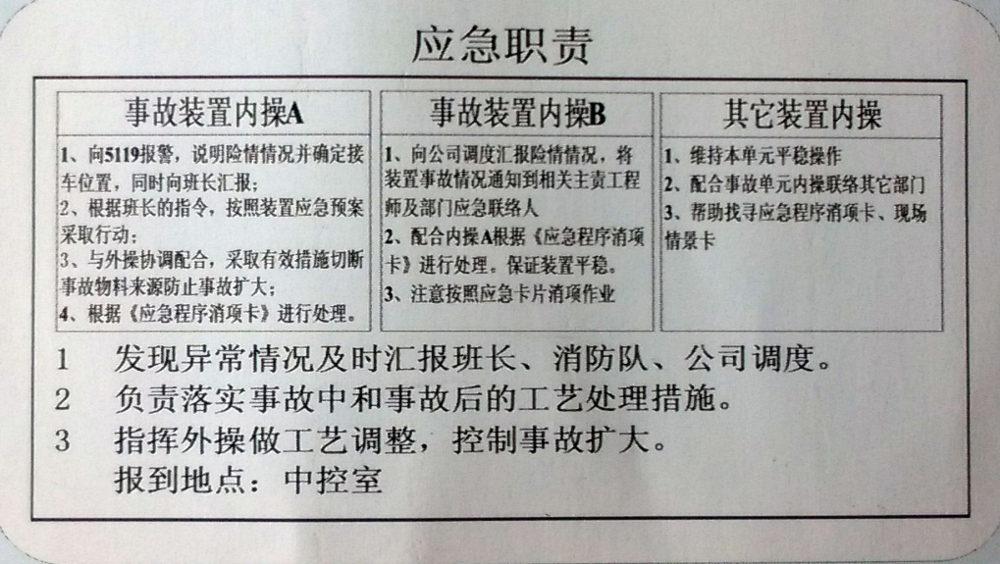 应急职责
事故装置内操A
1、向5119报警，说明险情情况并确定接
车位置，同时向班长汇报；
2、根据班长的指令，按照装置应急预案
采取行动；
3、与外操协调配合，采取有效措施切断
事故物料来源防止事故扩大；
4、根据《应急程序消项卡》进行处理。
事故装置内操B
1、向公司调度汇报险情情况，将
装置事故情况通知到相关主责工程
师及部门应急联络人
2、配合内操A根据《应急程序消项
卡》进行处理。保证装置平稳。
3、注意按照应急卡片消项作业
其它装置内操
1、维持本单元平稳操作
2、配合事故单元内操联络其它部门
3、帮助找寻应急程序消项卡、现场
情景卡
1 发现异常情况及时汇报班长、消防队、公司调度。
2 负责落实事故中和事故后的工艺处理措施。
3 指挥外操做工艺调整，控制事故扩大。
报到地点：中控室